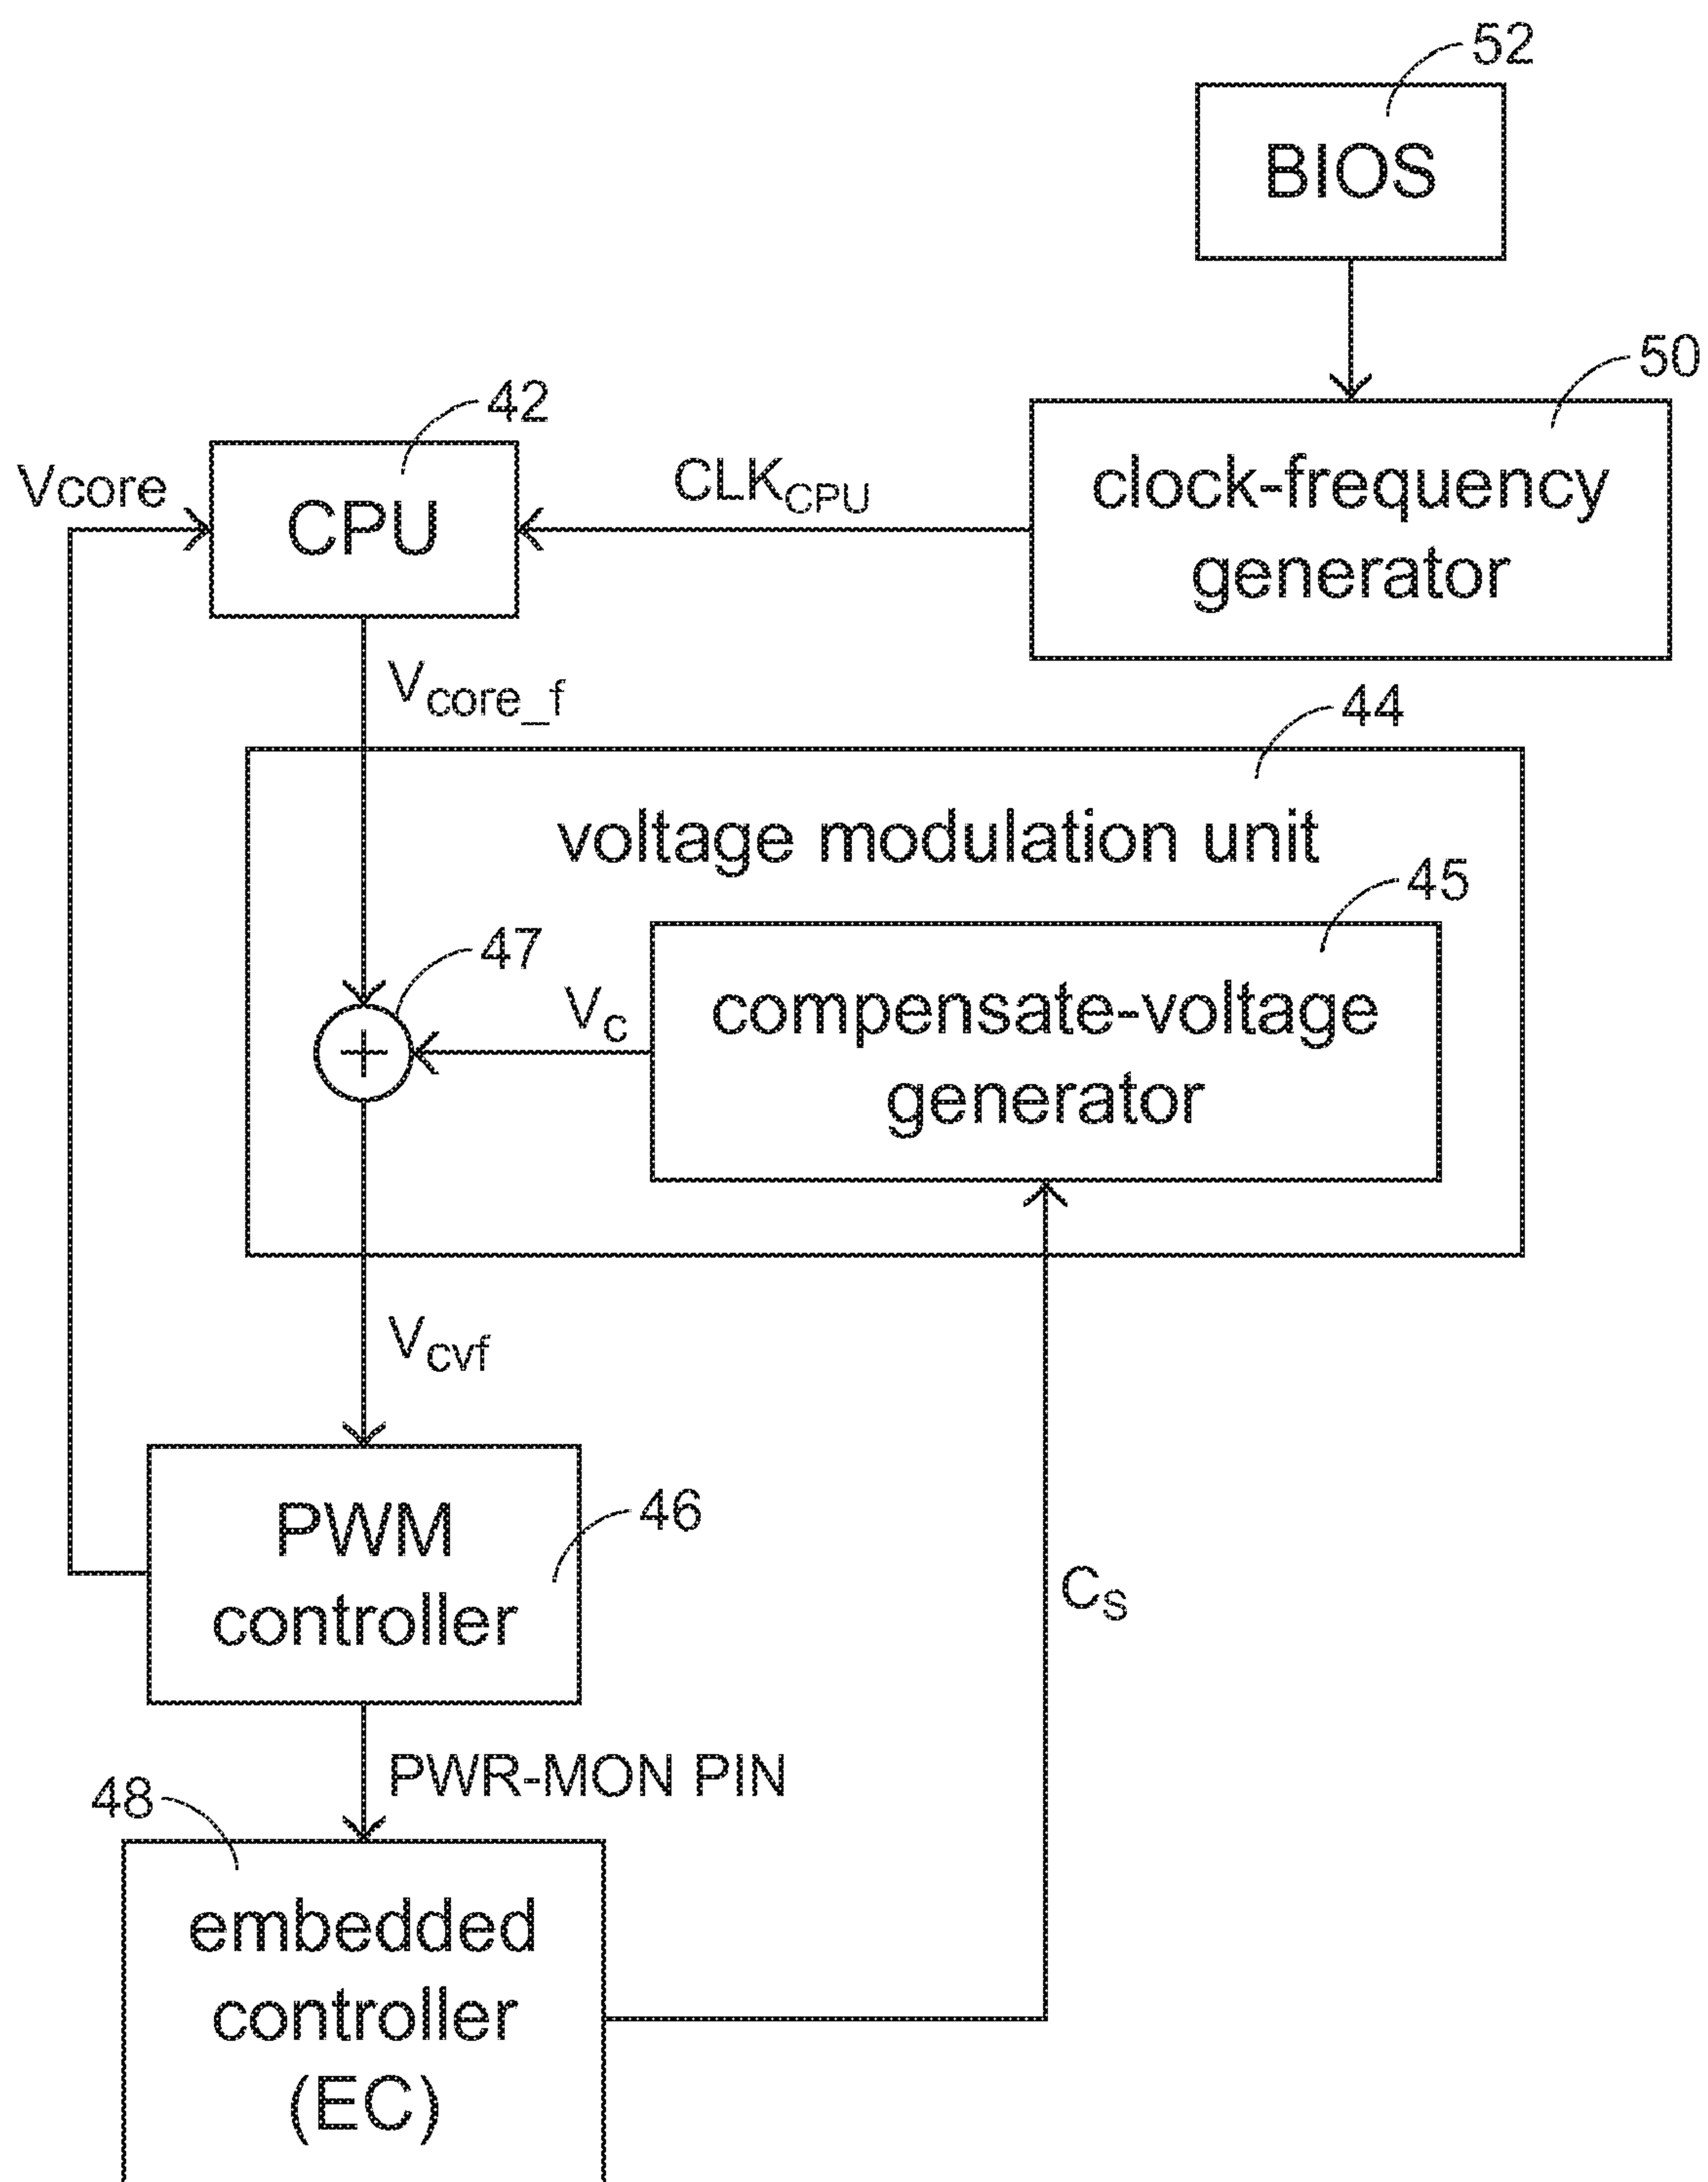 52
BIOS
50
clock-frequency
generator
42
Vcore
CPU
CLKCPU
Vcore_f
44
voltage modulation unit
45
47
Vc
compensate-voltage
generator
Vcvf
PWM
controller
46
Cs
PWR-MON PIN
48
embedded
controller
(EC)